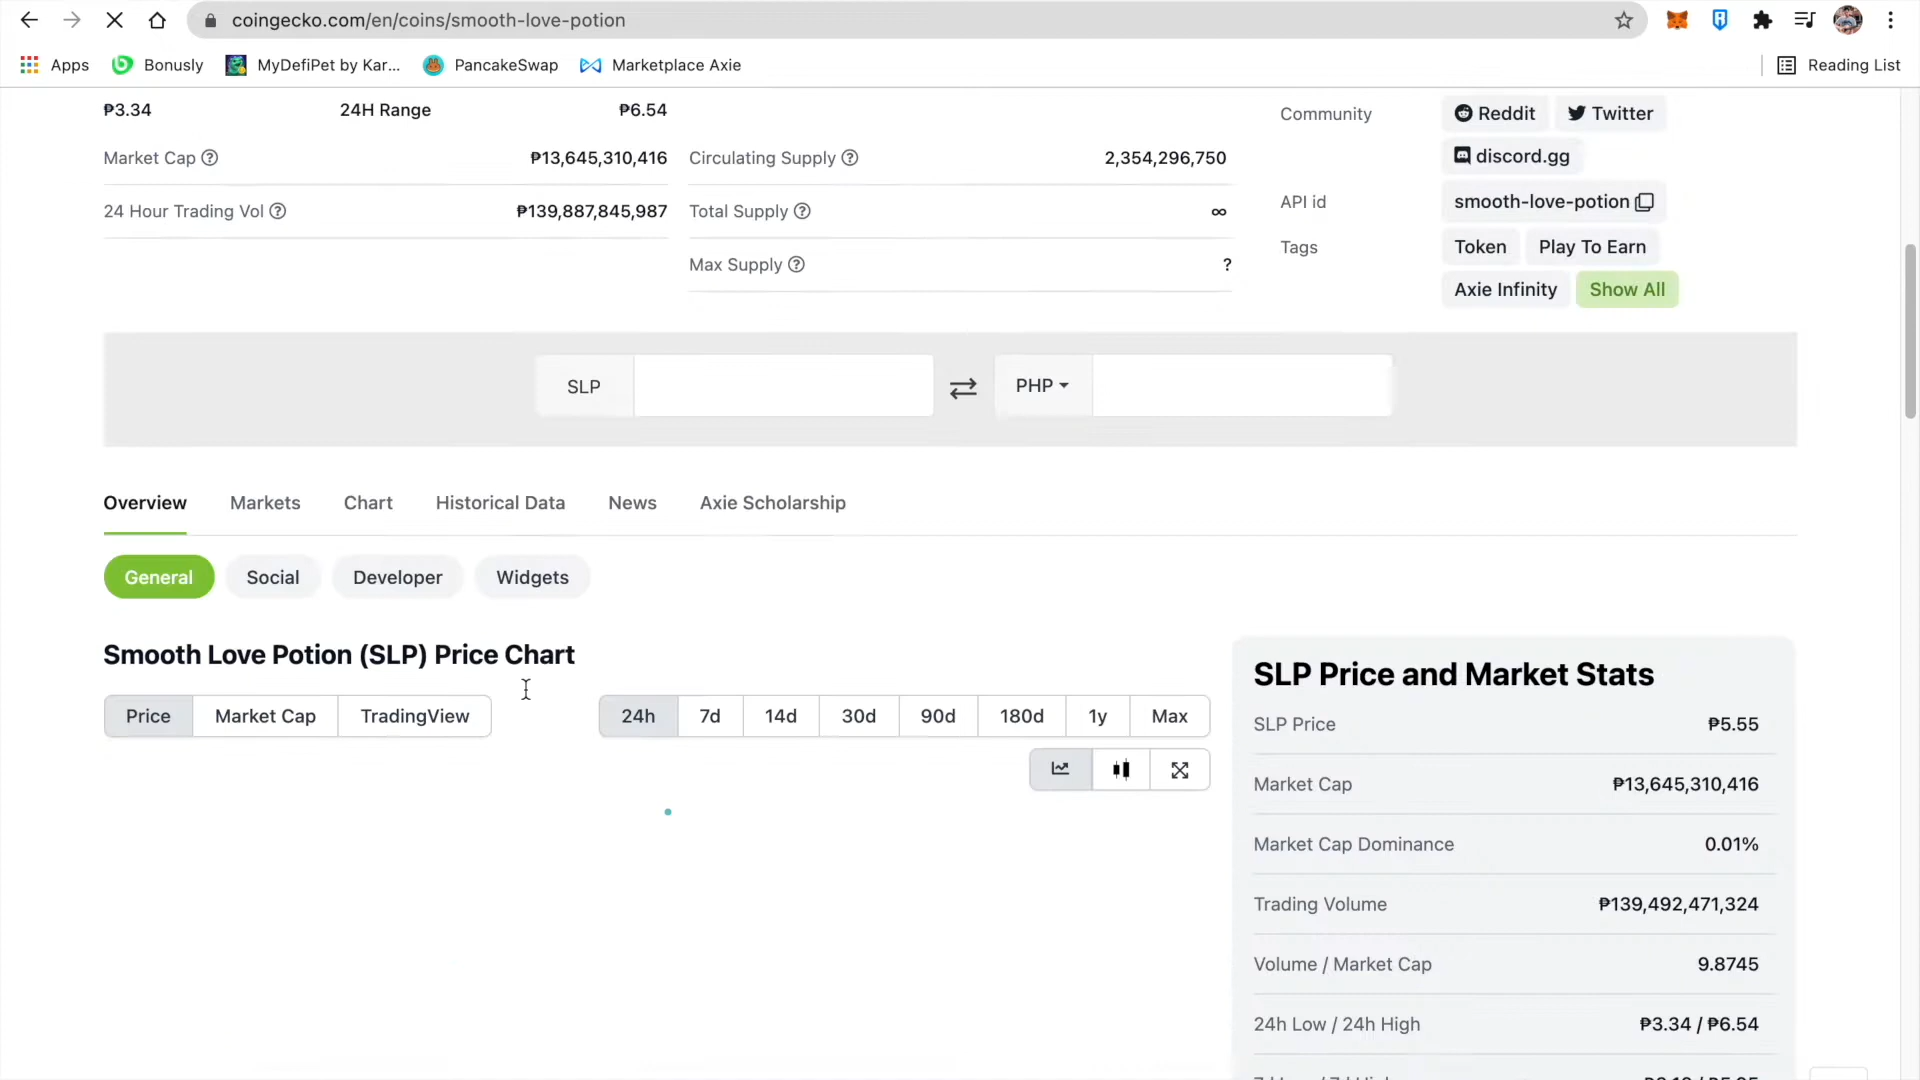 coingecko.com/en/coins/smooth-love-potion
Apps Bonusly MyDefiPet by Kar... PancakeSwap Marketplace Axie Reading List
₱3.34 24H Range ₱6.54
Market Cap ? ₱13,645,310,416
24 Hour Trading Vol ? ₱139,887,845,987
Circulating Supply ? 2,354,296,750
Total Supply ? ∞
Max Supply ? ?
Community Reddit Twitter
discord.gg
API id smooth-love-potion
Tags Token Play To Earn
Axie Infinity Show All
SLP PHP
Overview Markets Chart Historical Data News Axie Scholarship
General Social Developer Widgets
Smooth Love Potion (SLP) Price Chart
Price Market Cap TradingView 24h 7d 14d 30d 90d 180d 1y Max
SLP Price and Market Stats
SLP Price ₱5.55
Market Cap ₱13,645,310,416
Market Cap Dominance 0.01%
Trading Volume ₱139,492,471,324
Volume / Market Cap 9.8745
24h Low / 24h High ₱3.34 / ₱6.54